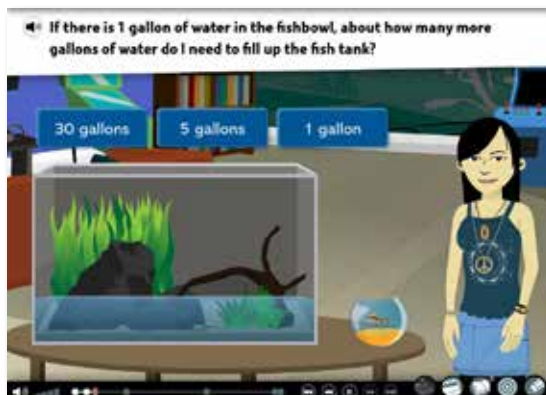 If there is 1 gallon of water in the fishbowl, about how many more
gallons of water do I need to fill up the fish tank?
30 gallons
5 gallons
1 gallon